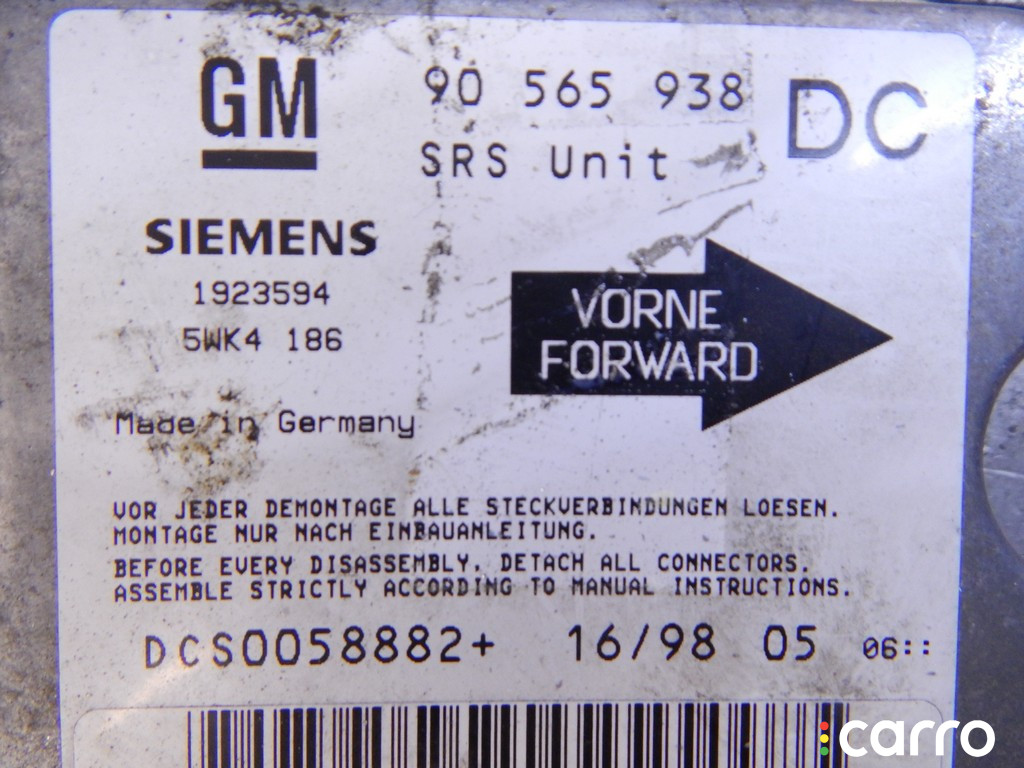 GM
90 565 938 DC
SRS Unit
SIEMENS
1923594
5WK4 186
VORNE
FORWARD
Made in Germany
VOR JEDER DEMONTAGE ALLE STECKVERBINDUNGEN LOESEN.
MONTAGE NUR NACH EINBAUANLEITUNG.
BEFORE EVERY DISASSEMBLY, DETACH ALL CONNECTORS.
ASSEMBLE STRICTLY ACCORDING TO MANUAL INSTRUCTIONS.
DCS0058882+ 16/98 05 06::
carro